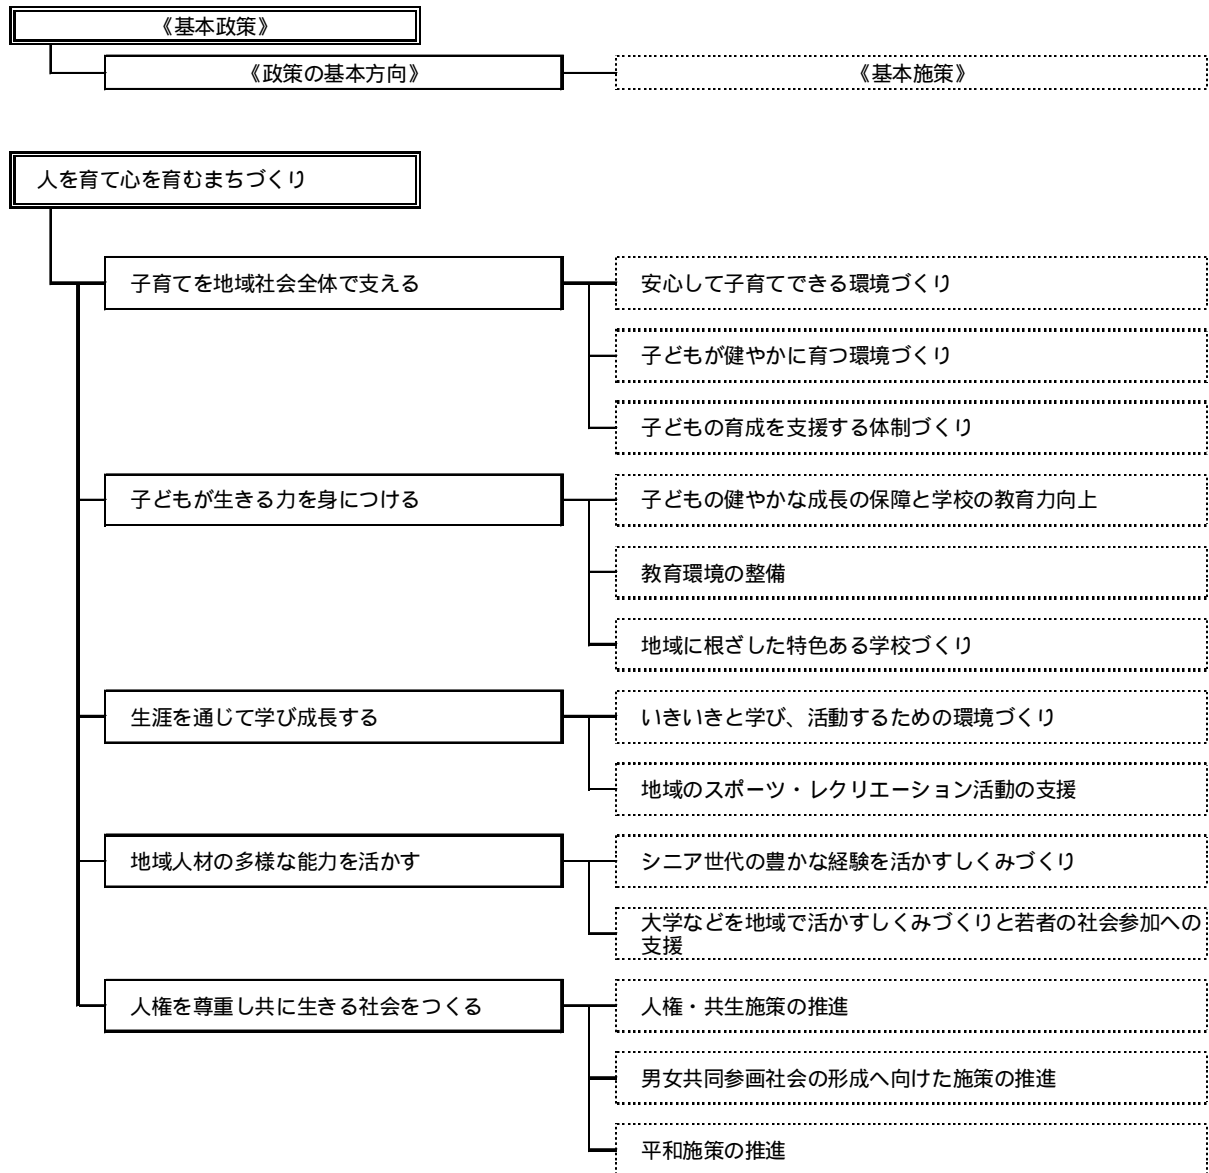 《基本政策》
《政策の基本方向》
《基本施策》
人を育て心を育むまちづくり
子育てを地域社会全体で支える
安心して子育てできる環境づくり
子どもが健やかに育つ環境づくり
子どもの育成を支援する体制づくり
子どもが生きる力を身につける
子どもの健やかな成長の保障と学校の教育力向上
教育環境の整備
地域に根ざした特色ある学校づくり
生涯を通じて学び成長する
いきいきと学び、活動するための環境づくり
地域のスポーツ・レクリエーション活動の支援
地域人材の多様な能力を活かす
シニア世代の豊かな経験を活かすしくみづくり
大学などを地域で活かすしくみづくりと若者の社会参加への
支援
人権を尊重し共に生きる社会をつくる
人権・共生施策の推進
男女共同参画社会の形成へ向けた施策の推進
平和施策の推進